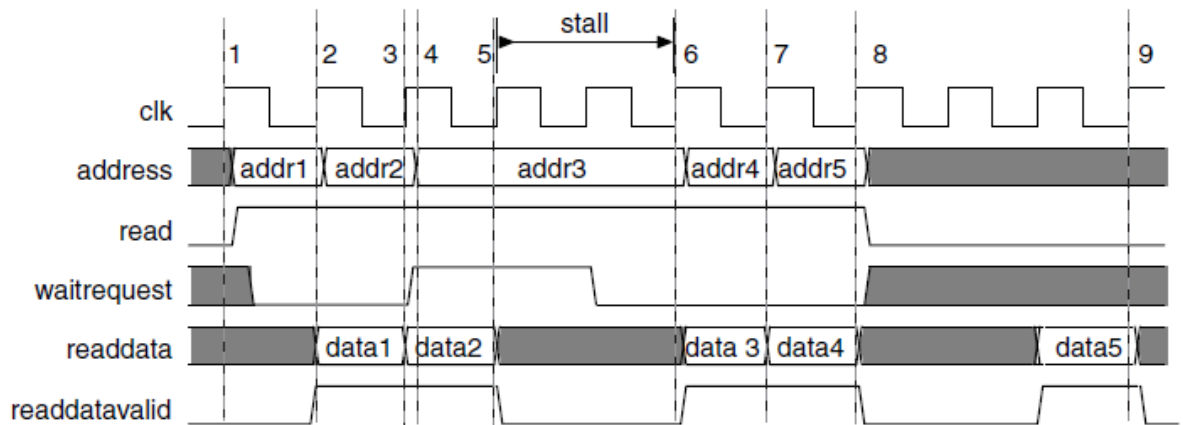 stall
1 2 3 4 5 6 7 8 9
clk
address addr1 addr2 addr3 addr4 addr5
read
waitrequest
readdata data1 data2 data 3 data4 data5
readdatavalid